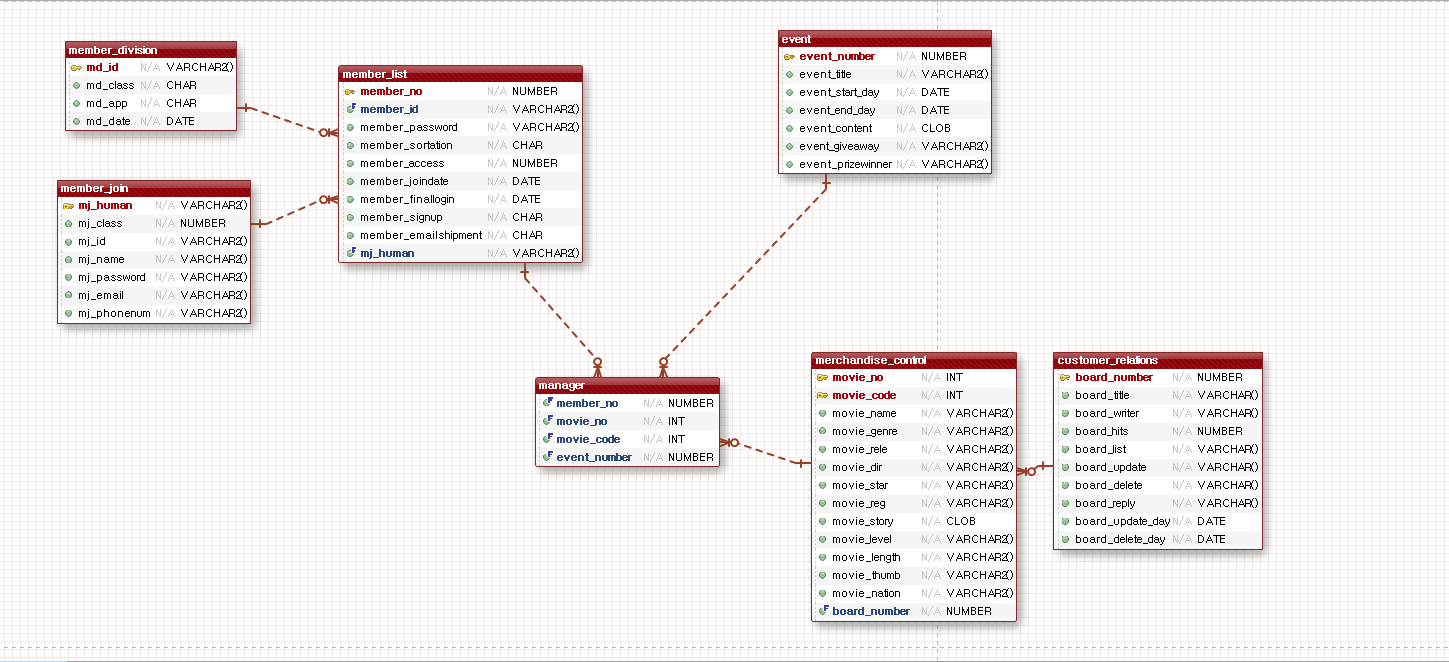 member_division
md_id N/A VARCHAR2()
md_class N/A CHAR
md_app N/A CHAR
md_date N/A DATE
member_join
mj_human N/A VARCHAR2()
mj_class N/A NUMBER
mj_id N/A VARCHAR2()
mj_name N/A VARCHAR2()
mj_password N/A VARCHAR2()
mj_email N/A VARCHAR2()
mj_phonenum N/A VARCHAR2()
member_list
member_no N/A NUMBER
member_id N/A VARCHAR2()
member_password N/A VARCHAR2()
member_sortation N/A CHAR
member_access N/A NUMBER
member_joindate N/A DATE
member_finallogin N/A DATE
member_signup N/A CHAR
member_emailshipment N/A CHAR
mj_human N/A VARCHAR2()
event
event_number N/A NUMBER
event_title N/A VARCHAR2()
event_start_day N/A DATE
event_end_day N/A DATE
event_content N/A CLOB
event_giveaway N/A VARCHAR2()
event_prizewinner N/A VARCHAR2()
manager
member_no N/A NUMBER
movie_no N/A INT
movie_code N/A INT
event_number N/A NUMBER
merchandise_control
movie_no N/A INT
movie_code N/A INT
movie_name N/A VARCHAR2()
movie_genre N/A VARCHAR2()
movie_rele N/A VARCHAR2()
movie_dir N/A VARCHAR2()
movie_star N/A VARCHAR2()
movie_reg N/A VARCHAR2()
movie_story N/A CLOB
movie_level N/A VARCHAR2()
movie_length N/A VARCHAR2()
movie_thumb N/A VARCHAR2()
movie_nation N/A VARCHAR2()
board_number N/A NUMBER
customer_relations
board_number N/A NUMBER
board_title N/A VARCHAR()
board_writer N/A VARCHAR()
board_hits N/A NUMBER
board_list N/A VARCHAR()
board_update N/A VARCHAR()
board_delete N/A VARCHAR()
board_reply N/A VARCHAR()
board_update_day N/A DATE
board_delete_day N/A DATE